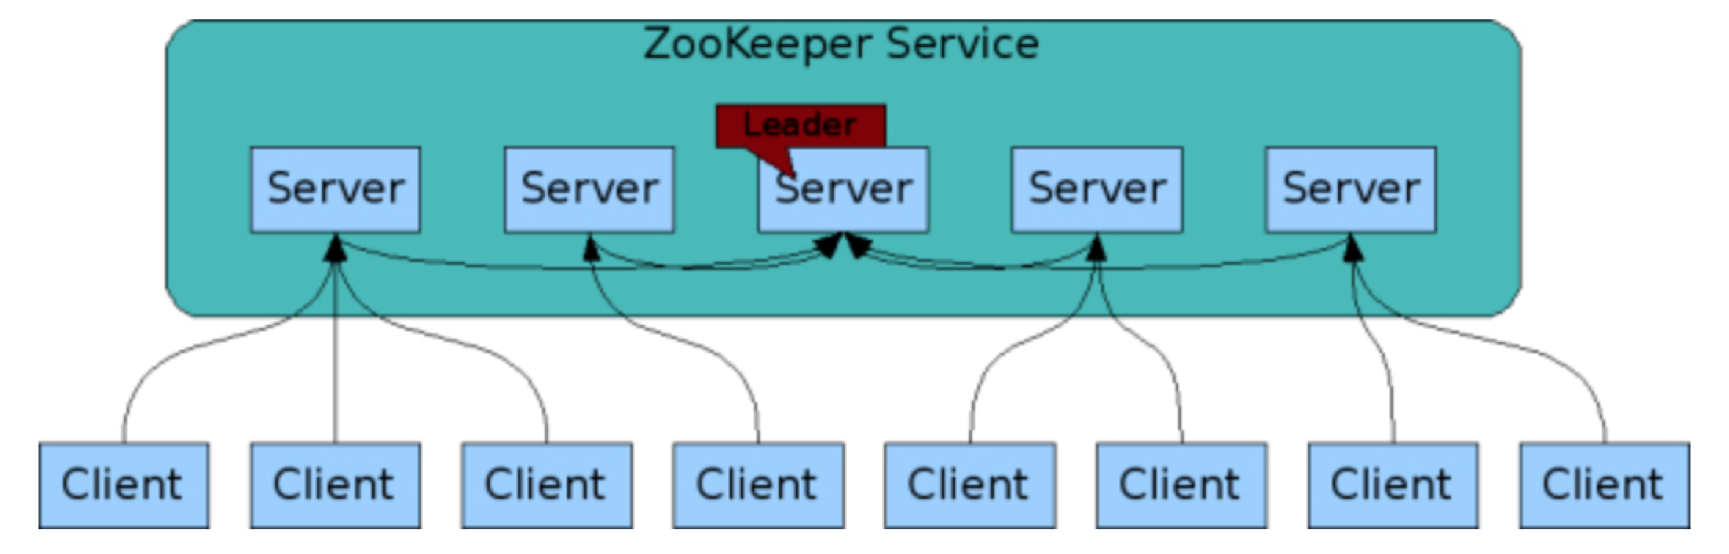 ZooKeeper Service
Leader
Server
Server
Server
Server
Server
Client
Client
Client
Client
Client
Client
Client
Client